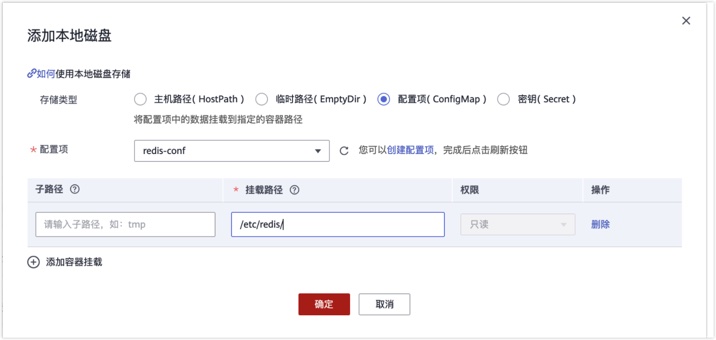 添加本地磁盘
如何使用本地磁盘存储
存储类型 主机路径( HostPath ) 临时路径( EmptyDir ) 配置项( ConfigMap ) 密钥( Secret )
将配置项中的数据挂载到指定的容器路径
* 配置项 redis-conf 您可以创建配置项，完成后点击刷新按钮
子路径 * 挂载路径 权限 操作
请输入子路径，如：tmp /etc/redis/ 只读 删除
添加容器挂载
确定 取消